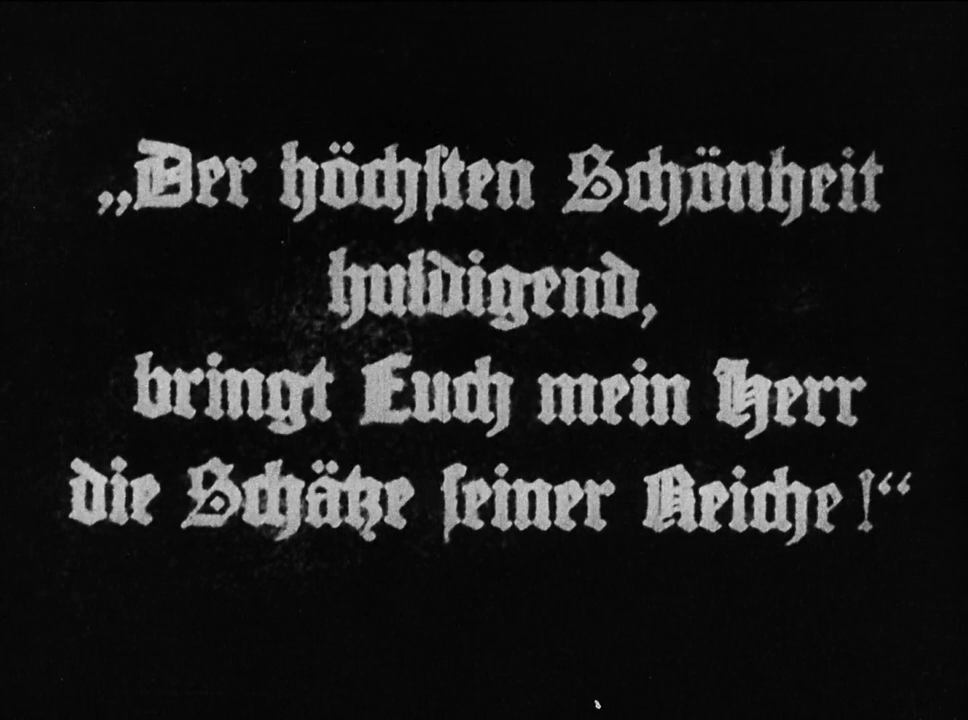 „Der höchſten Schönheit
huldigend,
bringt Euch mein Herr
die Schätze ſeiner Reiche!“